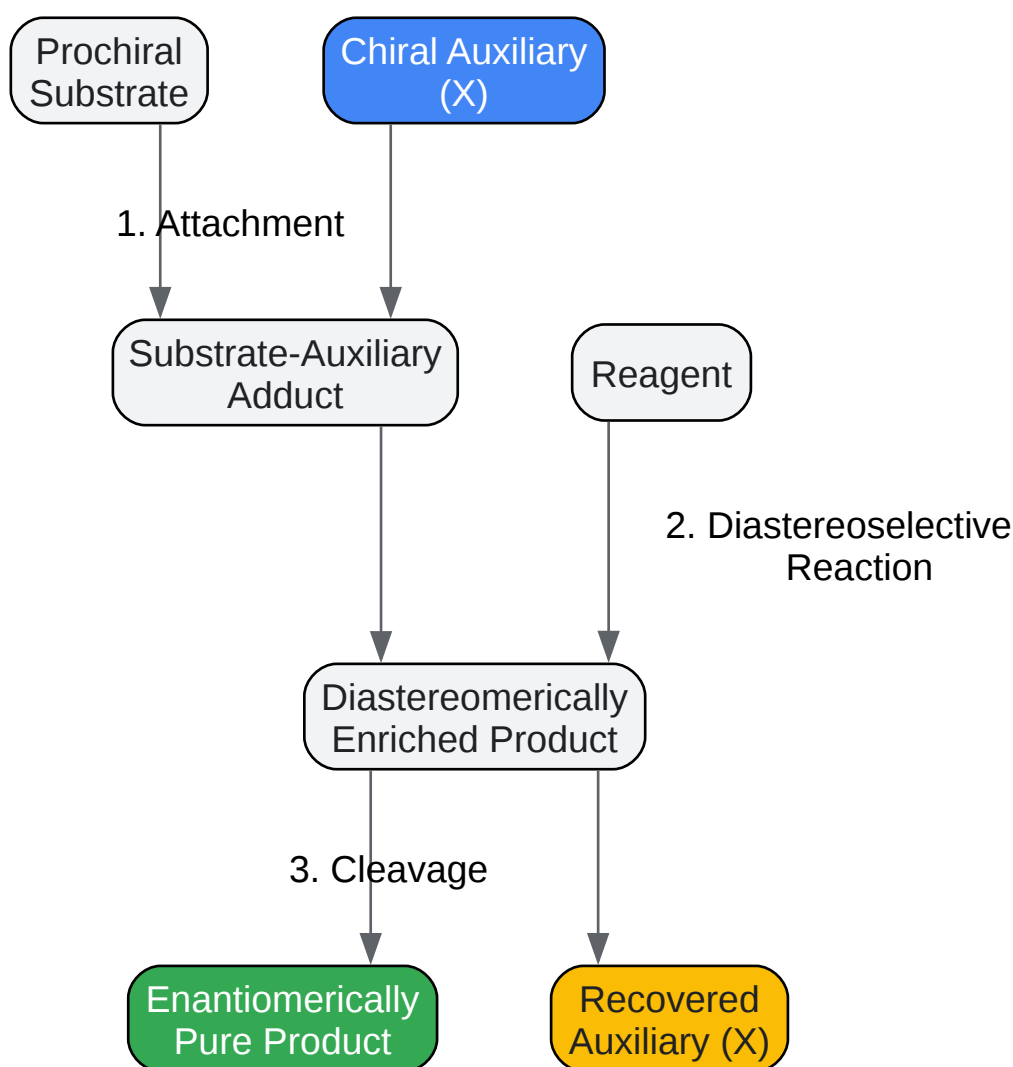 Prochiral
Substrate
Chiral Auxiliary
(X)
1. Attachment
Substrate-Auxiliary
Adduct
Reagent
2. Diastereoselective
Reaction
Diastereomerically
Enriched Product
3. Cleavage
Enantiomerically
Pure Product
Recovered
Auxiliary (X)